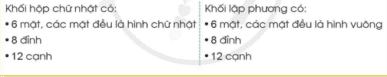 Khối hộp chữ nhật có:
• 6 mặt, các mặt đều là hình chữ nhật
• 8 đỉnh
• 12 cạnh
Khối lập phương có:
• 6 mặt, các mặt đều là hình vuông
• 8 đỉnh
• 12 cạnh